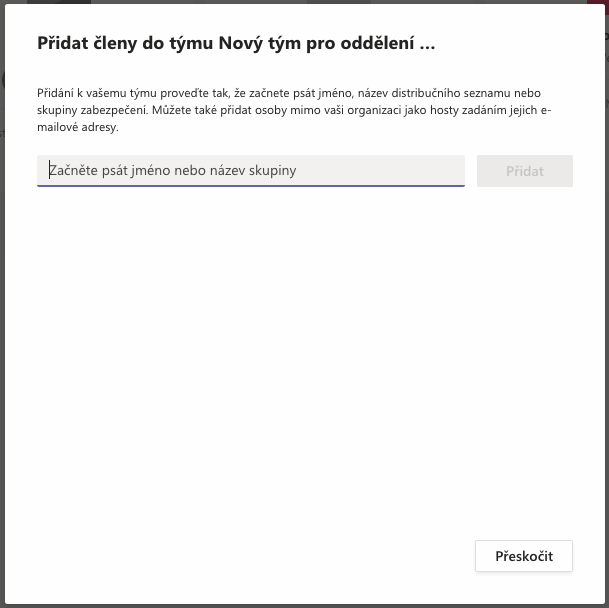 Přidat členy do týmu Nový tým pro oddělení ...
Přidání k vašemu týmu proveďte tak, že začnete psát jméno, název distribučního seznamu nebo
skupiny zabezpečení. Můžete také přidat osoby mimo vaši organizaci jako hosty zadáním jejich e-
mailové adresy.
Začněte psát jméno nebo název skupiny
Přidat
Přeskočit